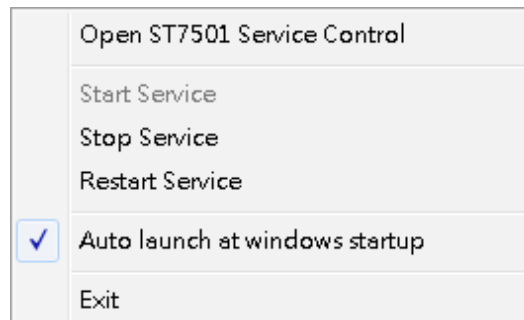 Open ST7501 Service Control
Start Service
Stop Service
Restart Service
Auto launch at windows startup
Exit